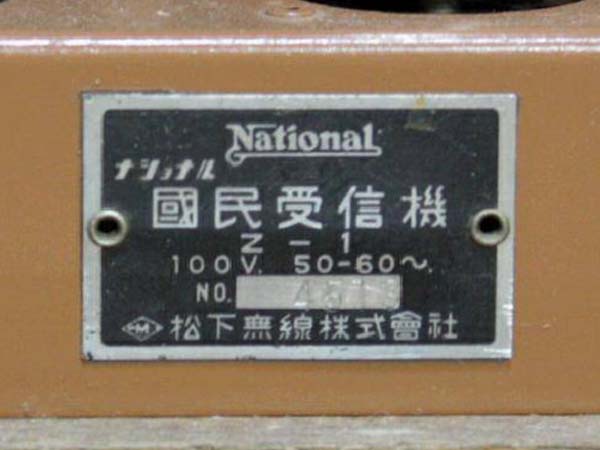 National
ナショナル
國民受信機
Z-1
100V. 50-60～.
NO.
松下無線株式會社